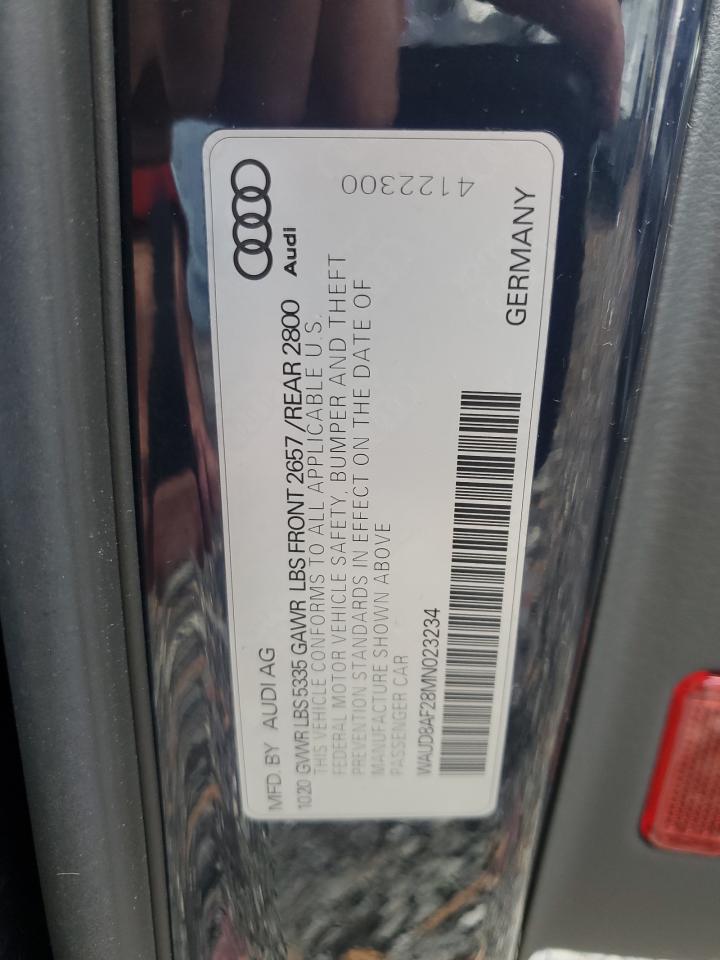 MFD. BY AUDI AG
Audi
10 20 GVWR LBS 5335 GAWR LBS FRONT 2657 / REAR 2800
THIS VEHICLE CONFORMS TO ALL APPLICABLE U.S.
FEDERAL MOTOR VEHICLE SAFETY, BUMPER AND THEFT
PREVENTION STANDARDS IN EFFECT ON THE DATE OF
MANUFACTURE SHOWN ABOVE
PASSENGER CAR
WAUD8AF28MN023234
4122300
GERMANY